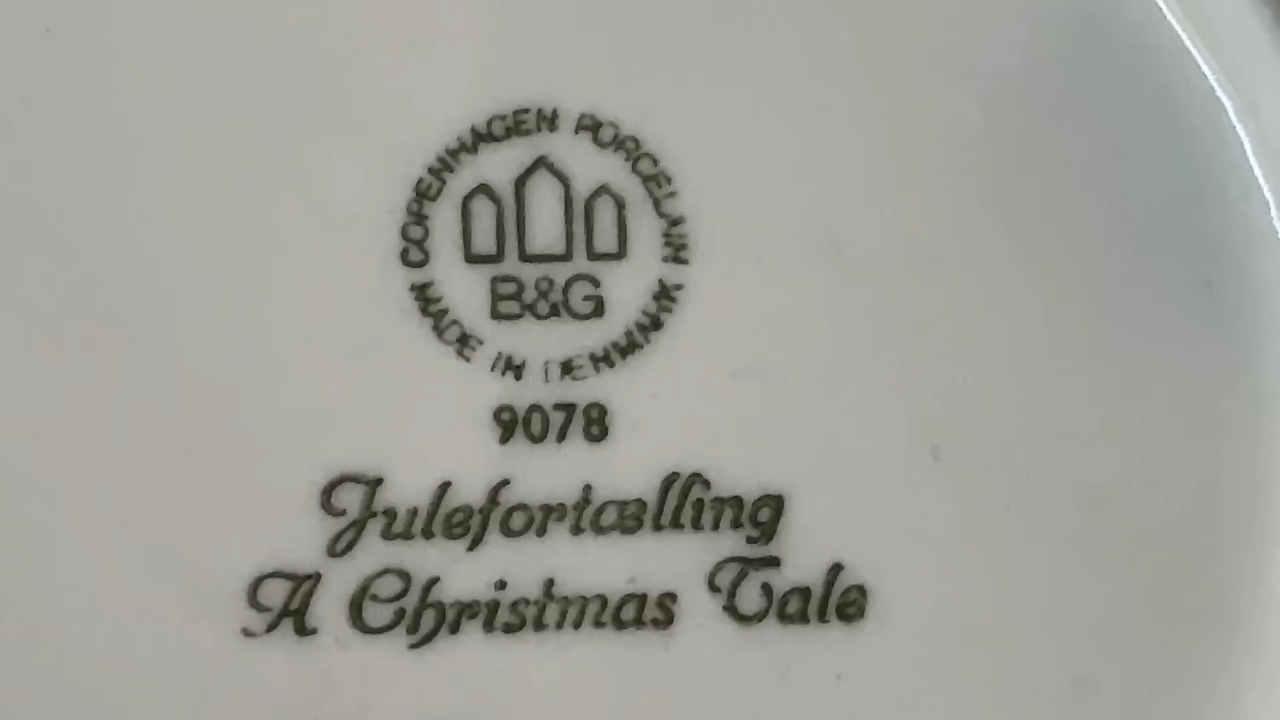 COPENHAGEN PORCELAIN
B&G
MADE IN DENMARK
9078
Julefortælling
A Christmas Tale